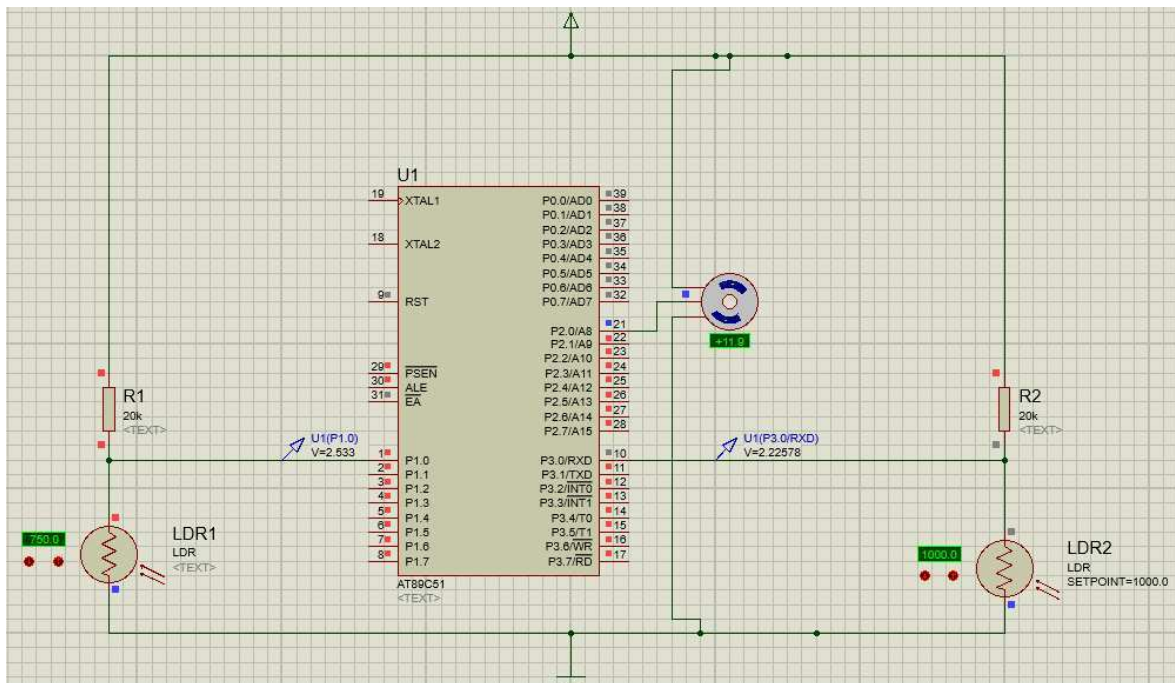 U1
19
XTAL1
18
XTAL2
9
RST
29
PSEN
30
ALE
31
EA
1
P1.0
2
P1.1
3
P1.2
4
P1.3
5
P1.4
6
P1.5
7
P1.6
8
P1.7
P0.0/AD0
39
P0.1/AD1
38
P0.2/AD2
37
P0.3/AD3
36
P0.4/AD4
35
P0.5/AD5
34
P0.6/AD6
33
P0.7/AD7
32
P2.0/A8
21
P2.1/A9
22
P2.2/A10
23
P2.3/A11
24
P2.4/A12
25
P2.5/A13
26
P2.6/A14
27
P2.7/A15
28
P3.0/RXD
10
P3.1/TXD
11
P3.2/INT0
12
P3.3/INT1
13
P3.4/T0
14
P3.5/T1
15
P3.6/WR
16
P3.7/RD
17
AT89C51
<TEXT>
R1
20k
<TEXT>
U1(P1.0)
V=2.533
750.0
LDR1
LDR
<TEXT>
+11.9
R2
20k
<TEXT>
U1(P3.0/RXD)
V=2.22578
1000.0
LDR2
LDR
SETPOINT=1000.0